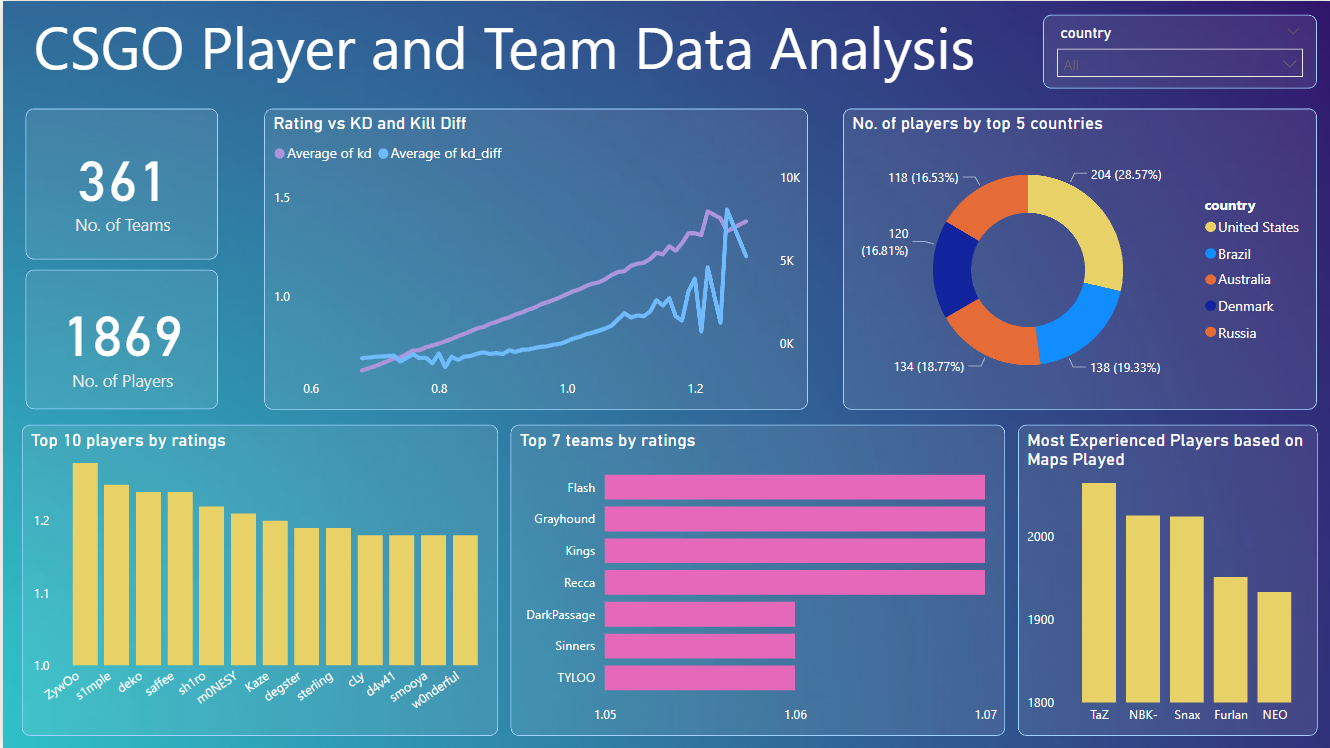 CSGO Player and Team Data Analysis
country
All
361
No. of Teams
1869
No. of Players
Rating vs KD and Kill Diff
Average of kd Average of kd_diff
1.5
1.0
10K
5K
0K
0.6 0.8 1.0 1.2
No. of players by top 5 countries
118 (16.53%)
204 (28.57%)
120
(16.81%)
134 (18.77%)
138 (19.33%)
country
United States
Brazil
Australia
Denmark
Russia
Top 10 players by ratings
1.2
1.1
1.0
ZywOo s1mple deko saffee sh1ro m0NESY Kaze degster sterling cly d4v41 smooya w0nderful
Top 7 teams by ratings
Flash
Grayhound
Kings
Recca
DarkPassage
Sinners
TYLOO
1.05 1.06 1.07
Most Experienced Players based on
Maps Played
2000
1900
1800
TaZ NBK- Snax Furlan NEO